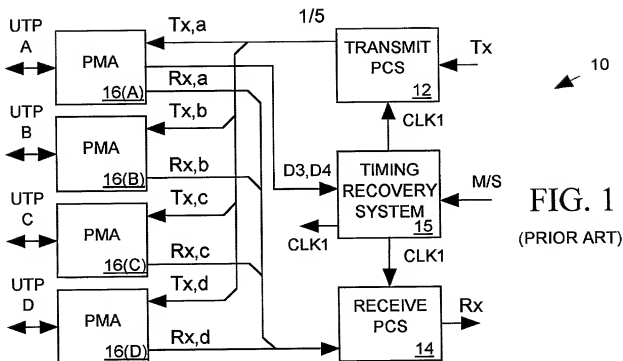 UTP
A
PMA
16(A)
Tx,a
Rx,a
1/5
TRANSMIT
PCS
12
Tx
10
UTP
B
PMA
16(B)
Tx,b
Rx,b
CLK1
D3,D4
TIMING
RECOVERY
SYSTEM
15
M/S
CLK1
CLK1
FIG. 1
(PRIOR ART)
UTP
C
PMA
16(C)
Tx,c
Rx,c
UTP
D
PMA
16(D)
Tx,d
Rx,d
RECEIVE
PCS
14
Rx